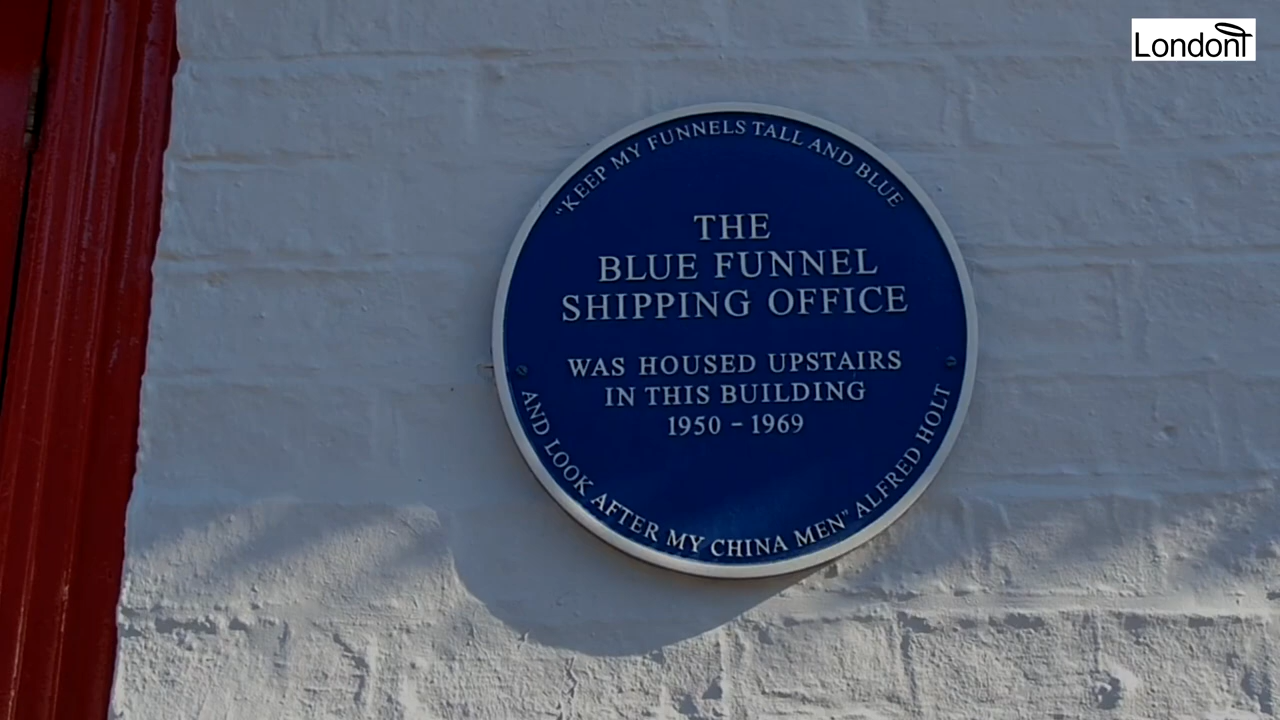 LondonT
"KEEP MY FUNNELS TALL AND BLUE
THE
BLUE FUNNEL
SHIPPING OFFICE
WAS HOUSED UPSTAIRS
IN THIS BUILDING
1950 - 1969
AND LOOK AFTER MY CHINA MEN" ALFRED HOLT